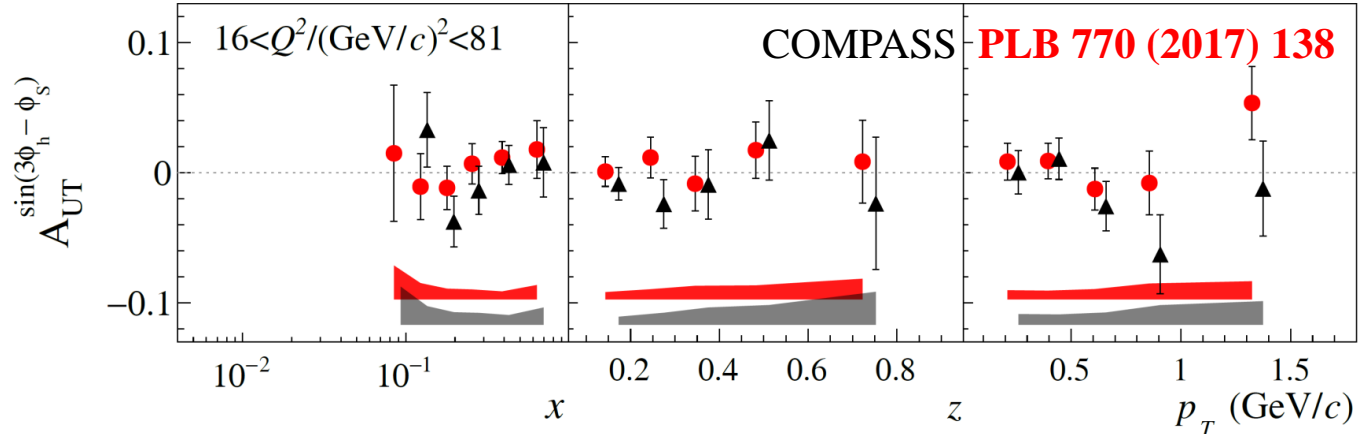 16<Q²/(GeV/c)²<81
COMPASS PLB 770 (2017) 138
A_UT^sin(3ϕ_h − ϕ_S)
0.1
0
−0.1
10⁻² 10⁻¹
x
0.2 0.4 0.6 0.8
z
0.5 1 1.5
p_T (GeV/c)